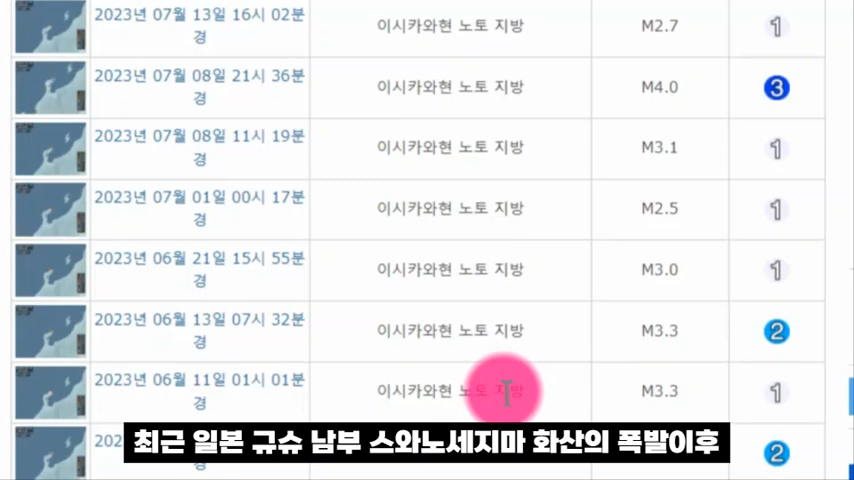 2023년 07월 13일 16시 02분
경
이시카와현 노토 지방
M2.7
1
2023년 07월 08일 21시 36분
경
이시카와현 노토 지방
M4.0
3
2023년 07월 08일 11시 19분
경
이시카와현 노토 지방
M3.1
1
2023년 07월 01일 00시 17분
경
이시카와현 노토 지방
M2.5
1
2023년 06월 21일 15시 55분
경
이시카와현 노토 지방
M3.0
1
2023년 06월 13일 07시 32분
경
이시카와현 노토 지방
M3.3
2
2023년 06월 11일 01시 01분
경
이시카와현 노토 지방
M3.3
1
2
최근 일본 규슈 남부 스와노세지마 화산의 폭발이후